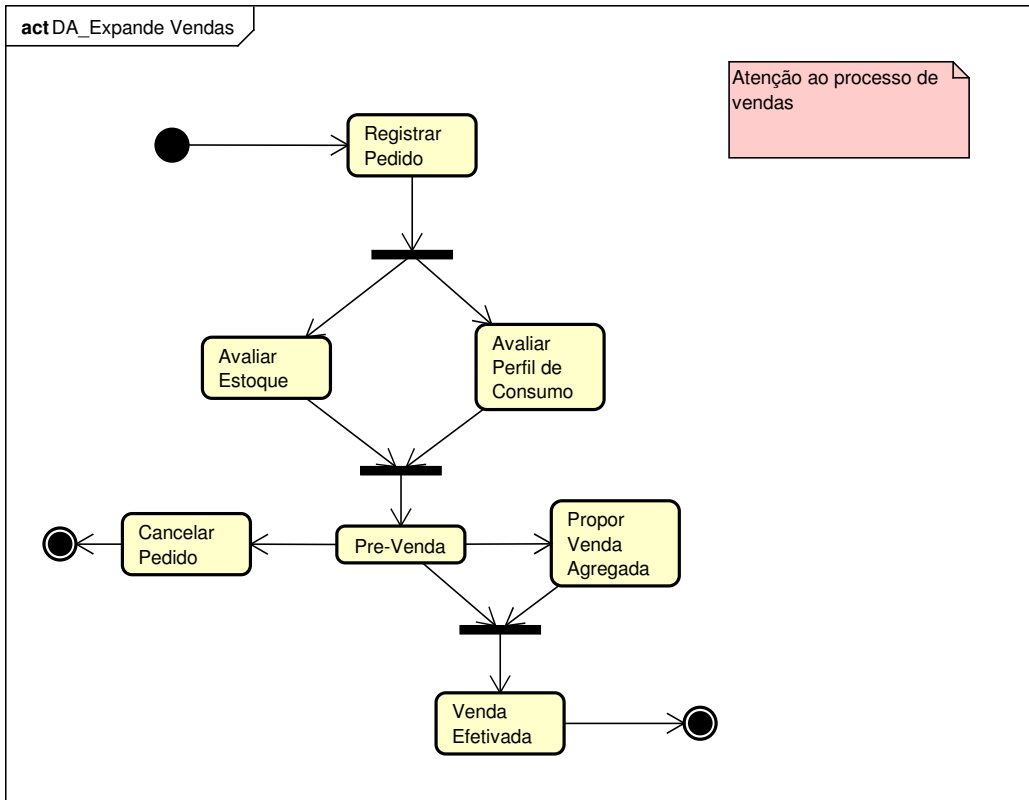 act DA_Expande Vendas
Atenção ao processo de
vendas
Registrar
Pedido
Avaliar
Estoque
Avaliar
Perfil de
Consumo
Cancelar
Pedido
Pre-Venda
Propor
Venda
Agregada
Venda
Efetivada